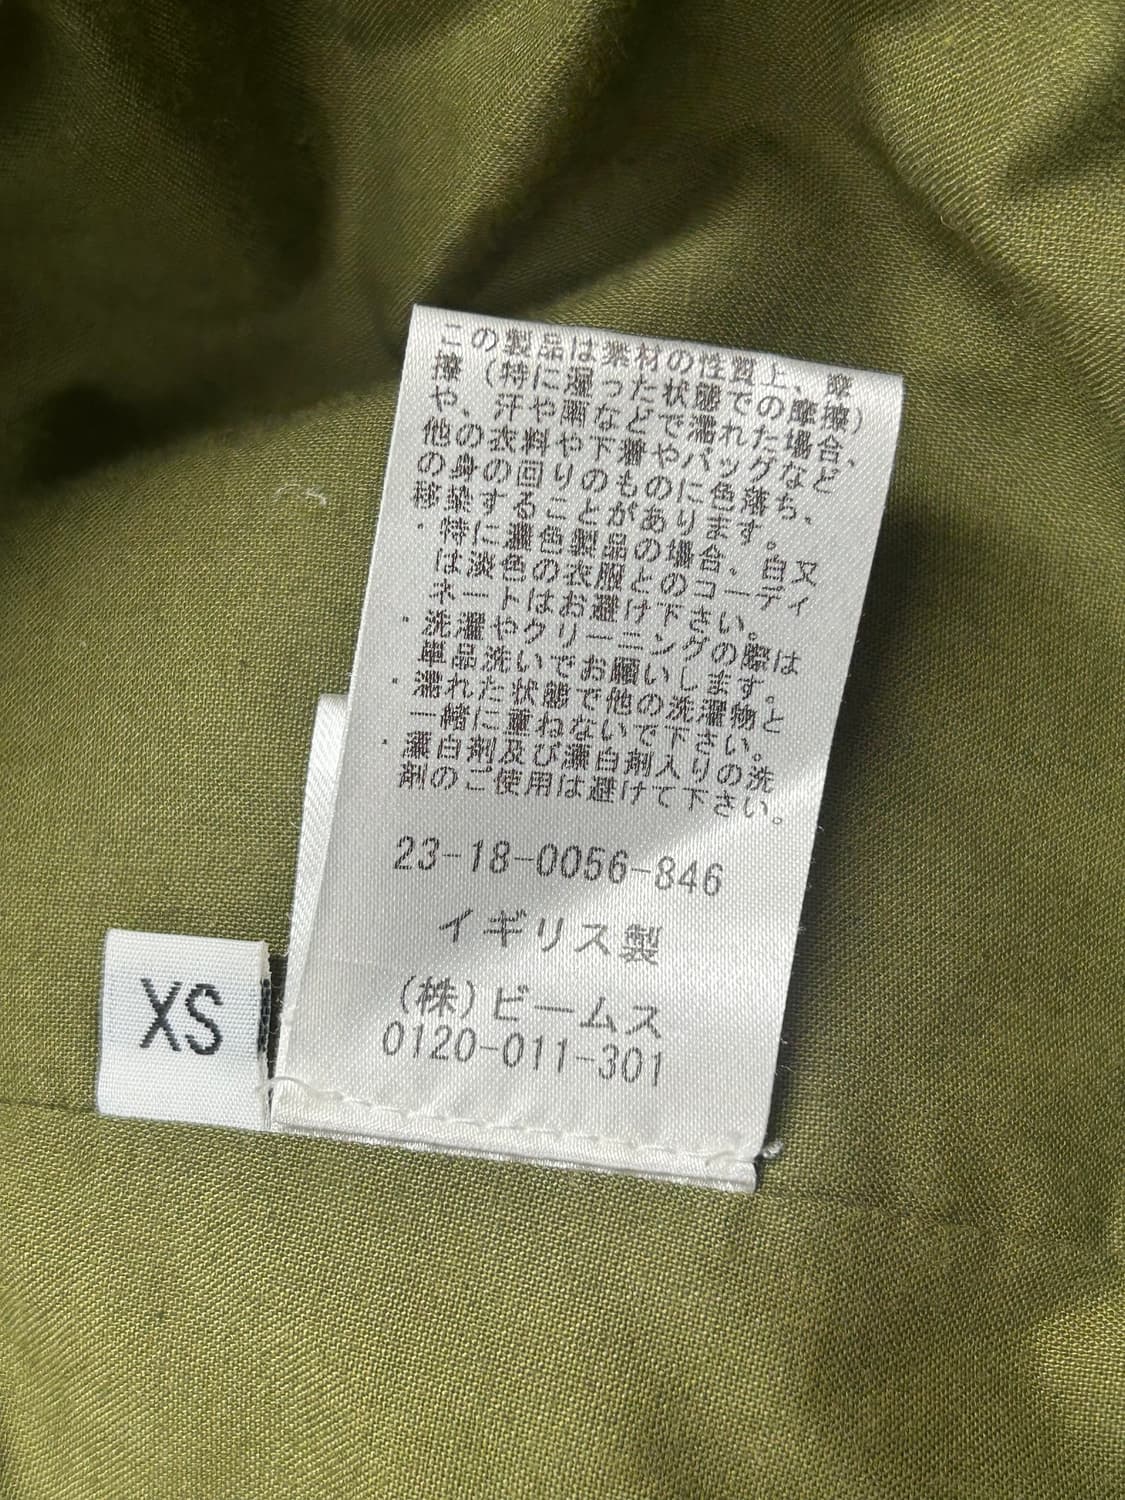 この製品は素材の性質上、摩
擦（特に湿った状態での摩擦）
や、汗や雨などで濡れた場合、
他の衣料や下着やバッグなど
の身の回りのものに色落ち、
移染することがあります。
・特に濃色製品の場合、白又
は淡色の衣服とのコーディ
ネートはお避け下さい。
・洗濯やクリーニングの際は
単品洗いでお願いします。
・濡れた状態で他の洗濯物と
一緒に重ねないで下さい。
・漂白剤及び漂白剤入りの洗
剤のご使用は避けて下さい。
23-18-0056-846
イギリス製
(株)ビームス
0120-011-301
XS